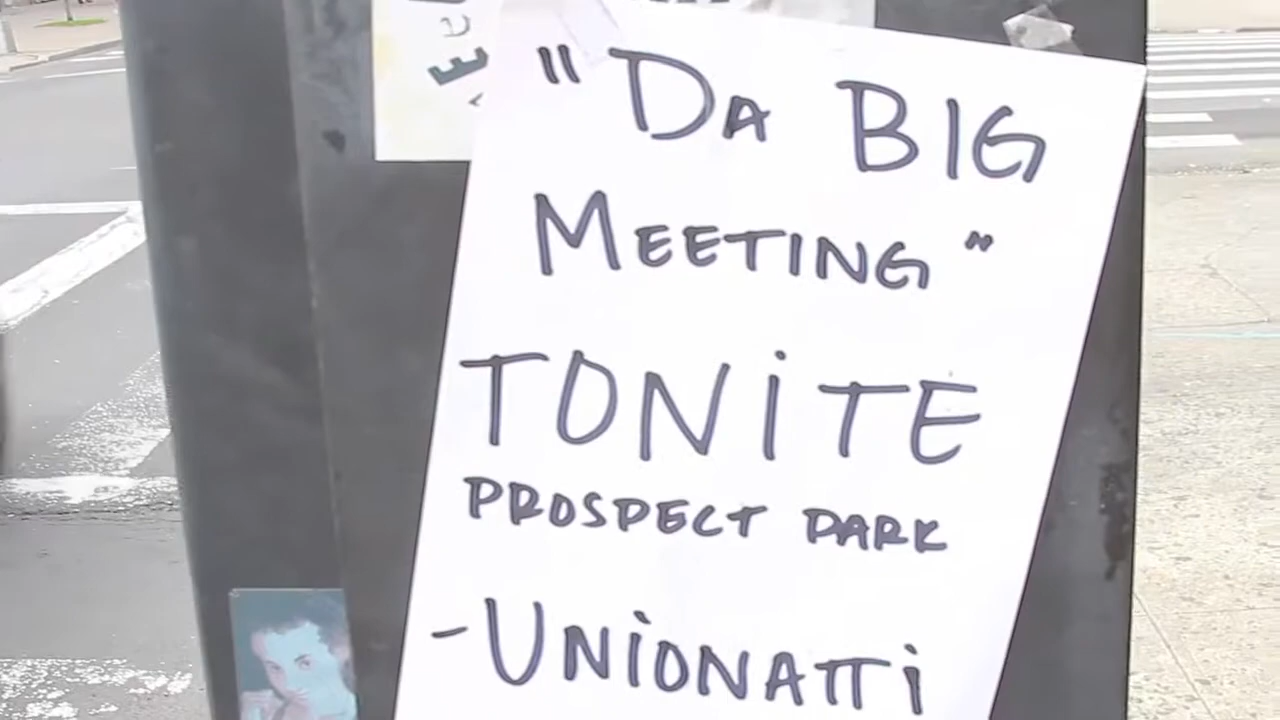 "DA BIG
MEETING"
TONiTE
PROSPECT PARK
-UNiONATTi